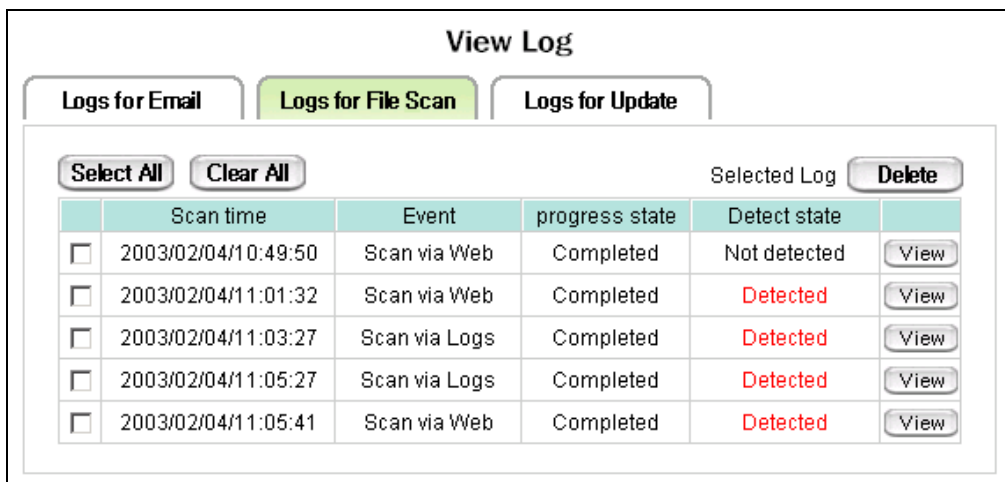 View Log
Logs for Email Logs for File Scan Logs for Update
Select All Clear All Selected Log Delete
Scan time Event progress state Detect state
2003/02/04/10:49:50 Scan via Web Completed Not detected View
2003/02/04/11:01:32 Scan via Web Completed Detected View
2003/02/04/11:03:27 Scan via Logs Completed Detected View
2003/02/04/11:05:27 Scan via Logs Completed Detected View
2003/02/04/11:05:41 Scan via Web Completed Detected View